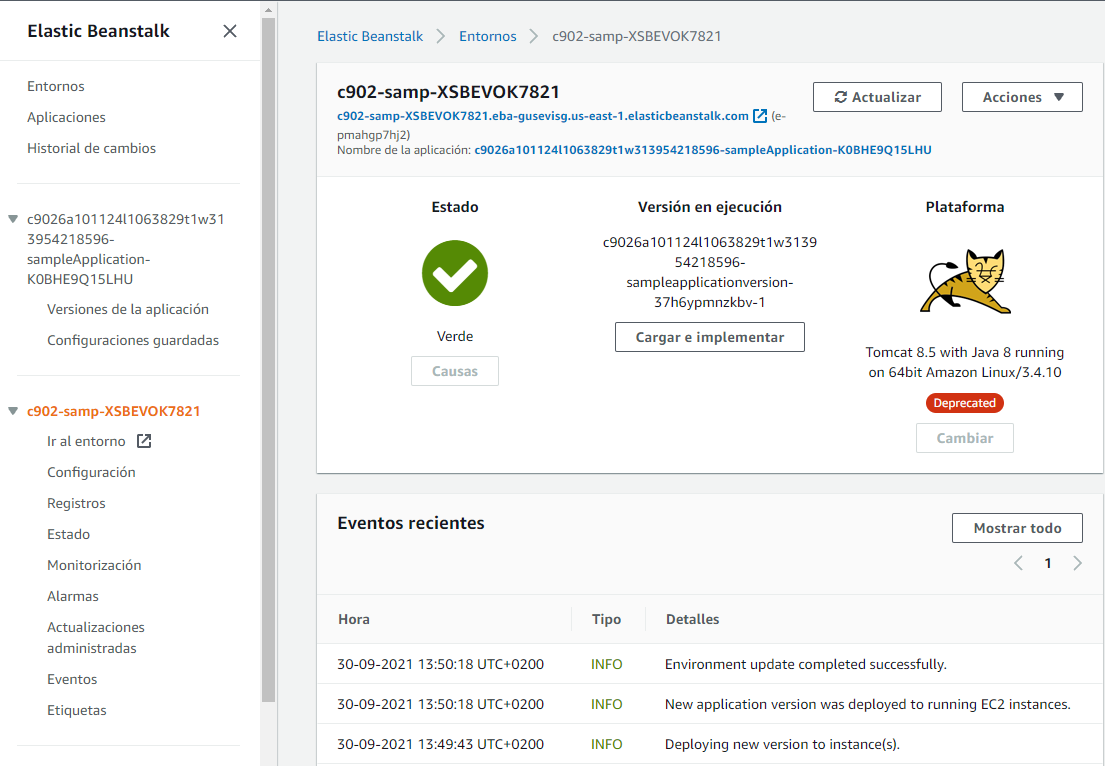 Elastic Beanstalk
Entornos
Aplicaciones
Historial de cambios
c9026a101124l1063829t1w31
3954218596-
sampleApplication-
K0BHE9Q15LHU
Versiones de la aplicación
Configuraciones guardadas
c902-samp-XSBEVOK7821
Ir al entorno
Configuración
Registros
Estado
Monitorización
Alarmas
Actualizaciones
administradas
Eventos
Etiquetas
Elastic Beanstalk > Entornos > c902-samp-XSBEVOK7821
c902-samp-XSBEVOK7821
Actualizar
Acciones
c902-samp-XSBEVOK7821.eba-gusevisg.us-east-1.elasticbeanstalk.com (e-
pmahgp7hj2)
Nombre de la aplicación: c9026a101124l1063829t1w313954218596-sampleApplication-K0BHE9Q15LHU
Estado
Verde
Causas
Versión en ejecución
c9026a101124l1063829t1w3139
54218596-
sampleapplicationversion-
37h6ypmnzkbv-1
Cargar e implementar
Plataforma
Tomcat 8.5 with Java 8 running
on 64bit Amazon Linux/3.4.10
Deprecated
Cambiar
Eventos recientes
Mostrar todo
1
Hora Tipo Detalles
30-09-2021 13:50:18 UTC+0200 INFO Environment update completed successfully.
30-09-2021 13:50:18 UTC+0200 INFO New application version was deployed to running EC2 instances.
30-09-2021 13:49:43 UTC+0200 INFO Deploying new version to instance(s).